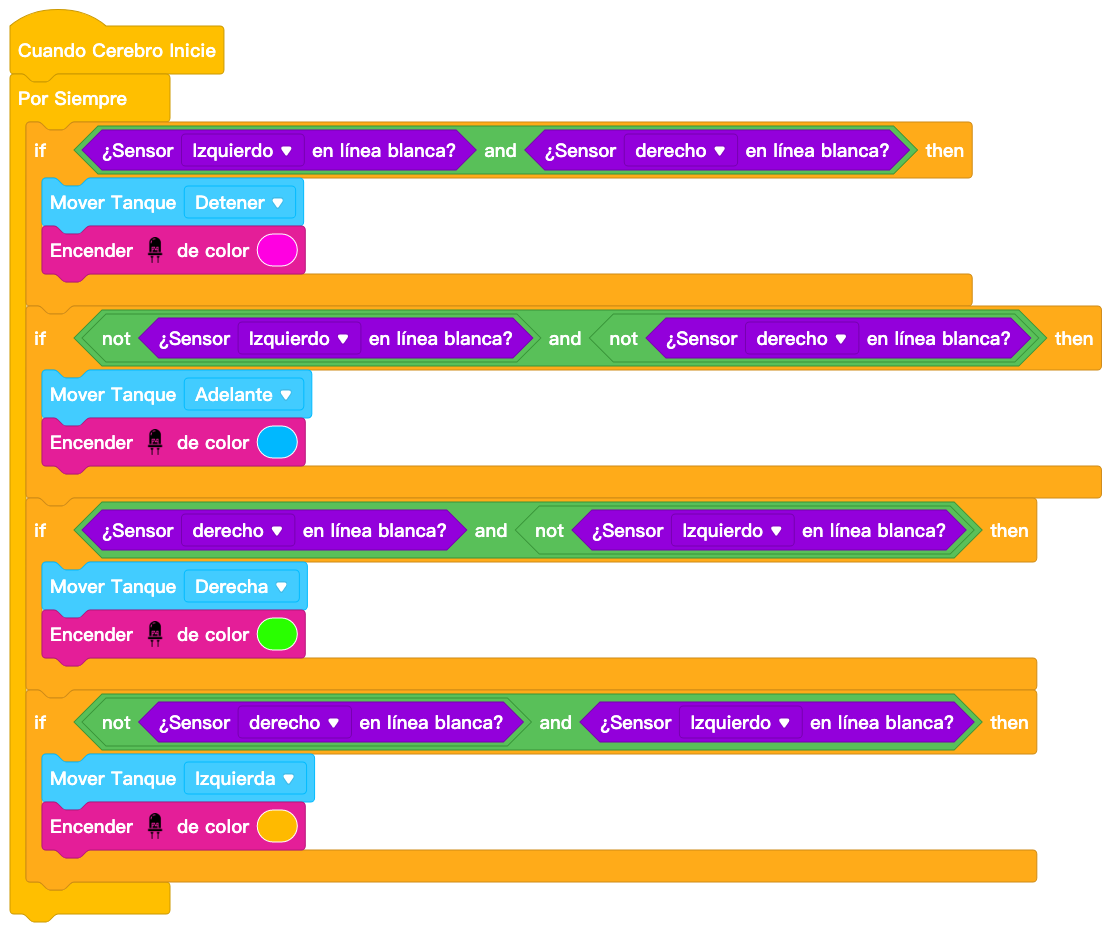 Cuando Cerebro Inicie
Por Siempre
if ¿Sensor Izquierdo en línea blanca? and ¿Sensor derecho en línea blanca? then
Mover Tanque Detener
Encender de color
if not ¿Sensor Izquierdo en línea blanca? and not ¿Sensor derecho en línea blanca? then
Mover Tanque Adelante
Encender de color
if ¿Sensor derecho en línea blanca? and not ¿Sensor Izquierdo en línea blanca? then
Mover Tanque Derecha
Encender de color
if not ¿Sensor derecho en línea blanca? and ¿Sensor Izquierdo en línea blanca? then
Mover Tanque Izquierda
Encender de color